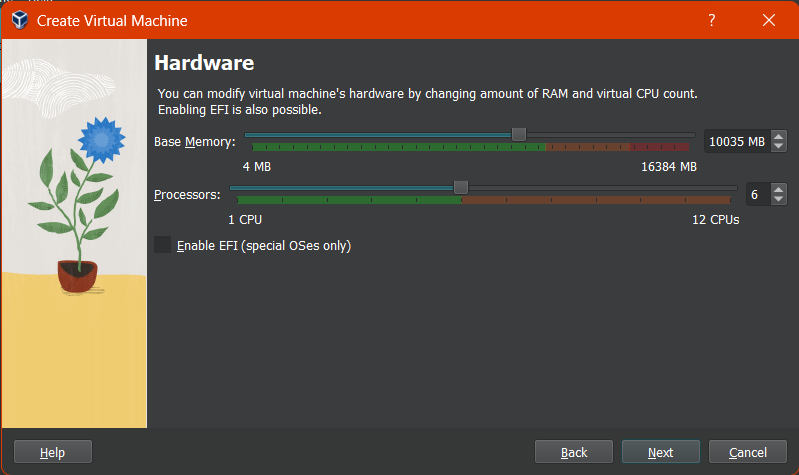 Create Virtual Machine
?
Hardware
You can modify virtual machine's hardware by changing amount of RAM and virtual CPU count.
Enabling EFI is also possible.
Base Memory:
10035 MB
4 MB
16384 MB
Processors:
6
1 CPU
12 CPUs
Enable EFI (special OSes only)
Help
Back
Next
Cancel